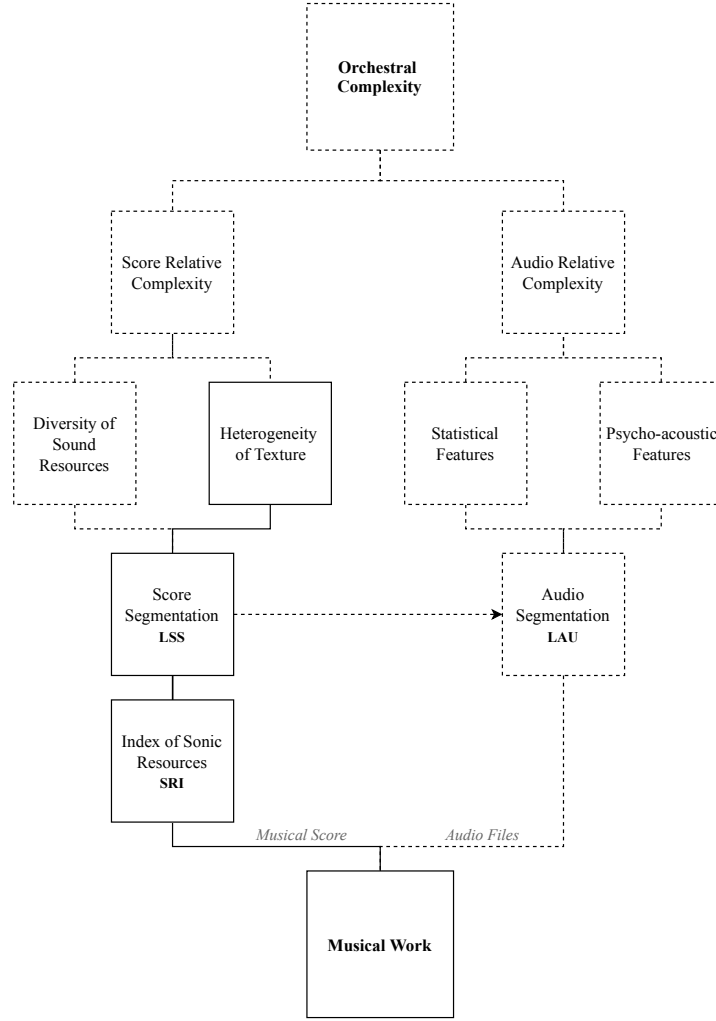 Orchestral
Complexity
Score Relative
Complexity
Audio Relative
Complexity
Diversity of
Sound
Resources
Heterogeneity
of Texture
Statistical
Features
Psycho-acoustic
Features
Score
Segmentation
LSS
Audio
Segmentation
LAU
Index of Sonic
Resources
SRI
Musical Score
Audio Files
Musical Work